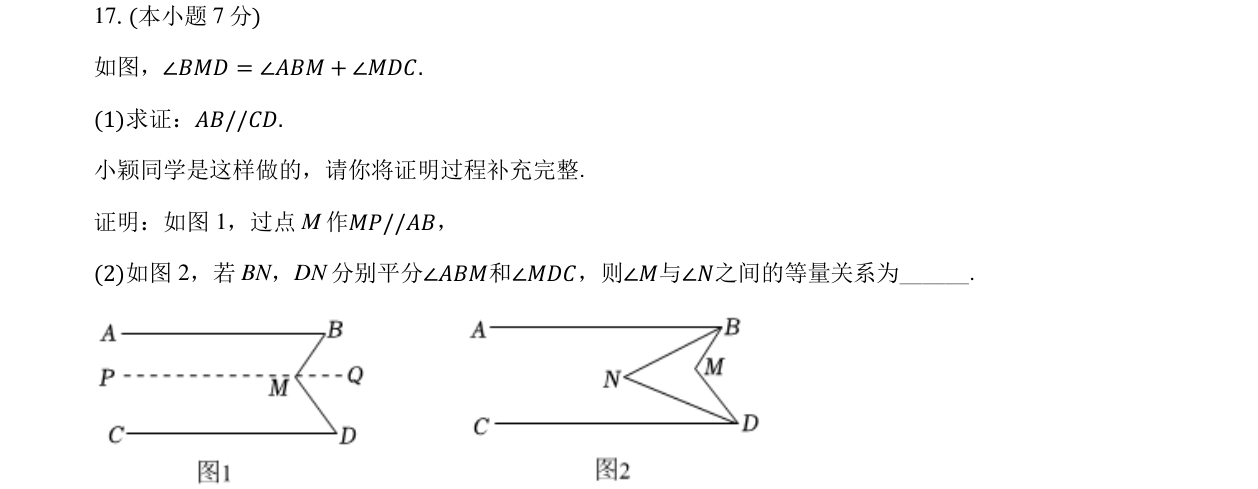 17. (本小题 7 分)
如图，∠BMD = ∠ABM + ∠MDC.
(1)求证：AB//CD.
小颖同学是这样做的，请你将证明过程补充完整.
证明：如图 1，过点 M 作MP//AB，
(2)如图 2，若 BN，DN 分别平分∠ABM和∠MDC，则∠M与∠N之间的等量关系为______.
A B
P M Q
C D
图1
A B
N M
C D
图2